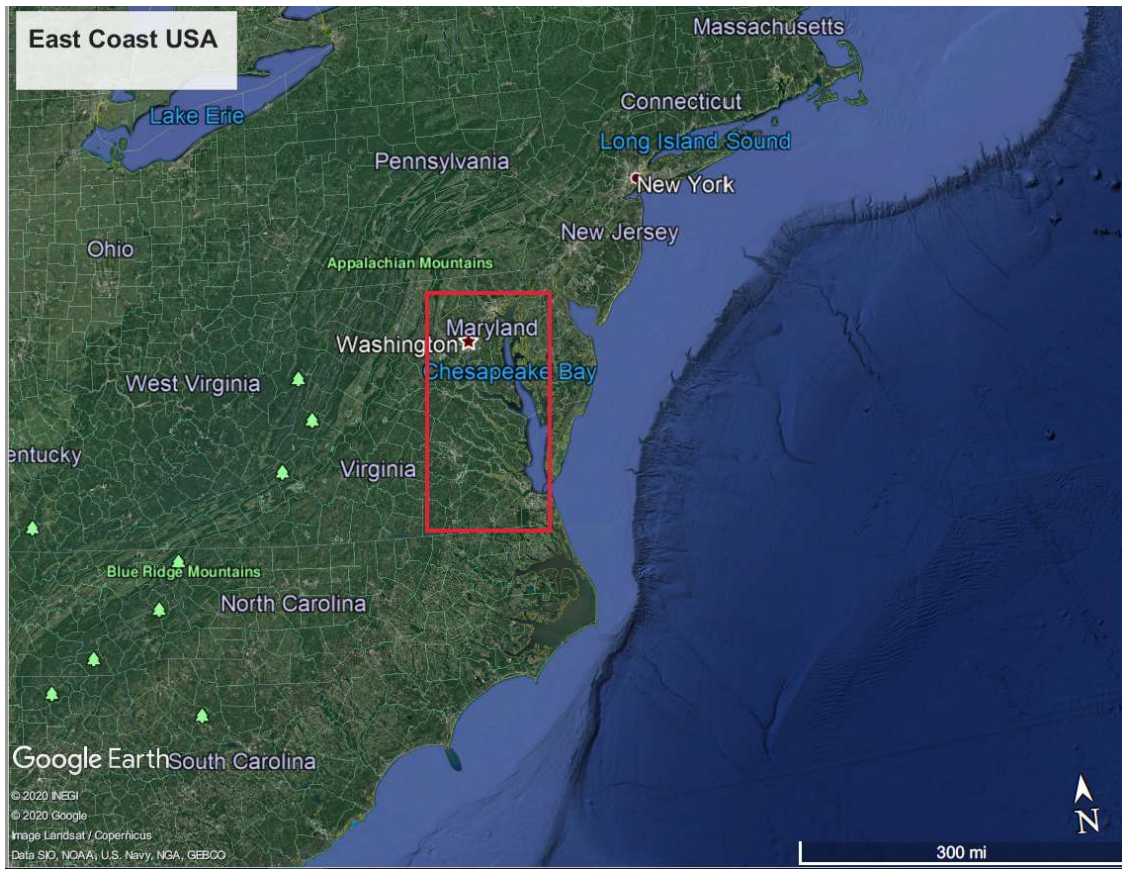 East Coast USA
Massachusetts
Lake Erie
Connecticut
Long Island Sound
Pennsylvania
New York
New Jersey
Ohio
Appalachian Mountains
Maryland
Washington
Chesapeake Bay
West Virginia
entucky
Virginia
Blue Ridge Mountains
North Carolina
Google Earth
South Carolina
© 2020 INEGI
© 2020 Google
Image Landsat / Copernicus
Data SIO, NOAA, U.S. Navy, NGA, GEBCO
N
300 mi